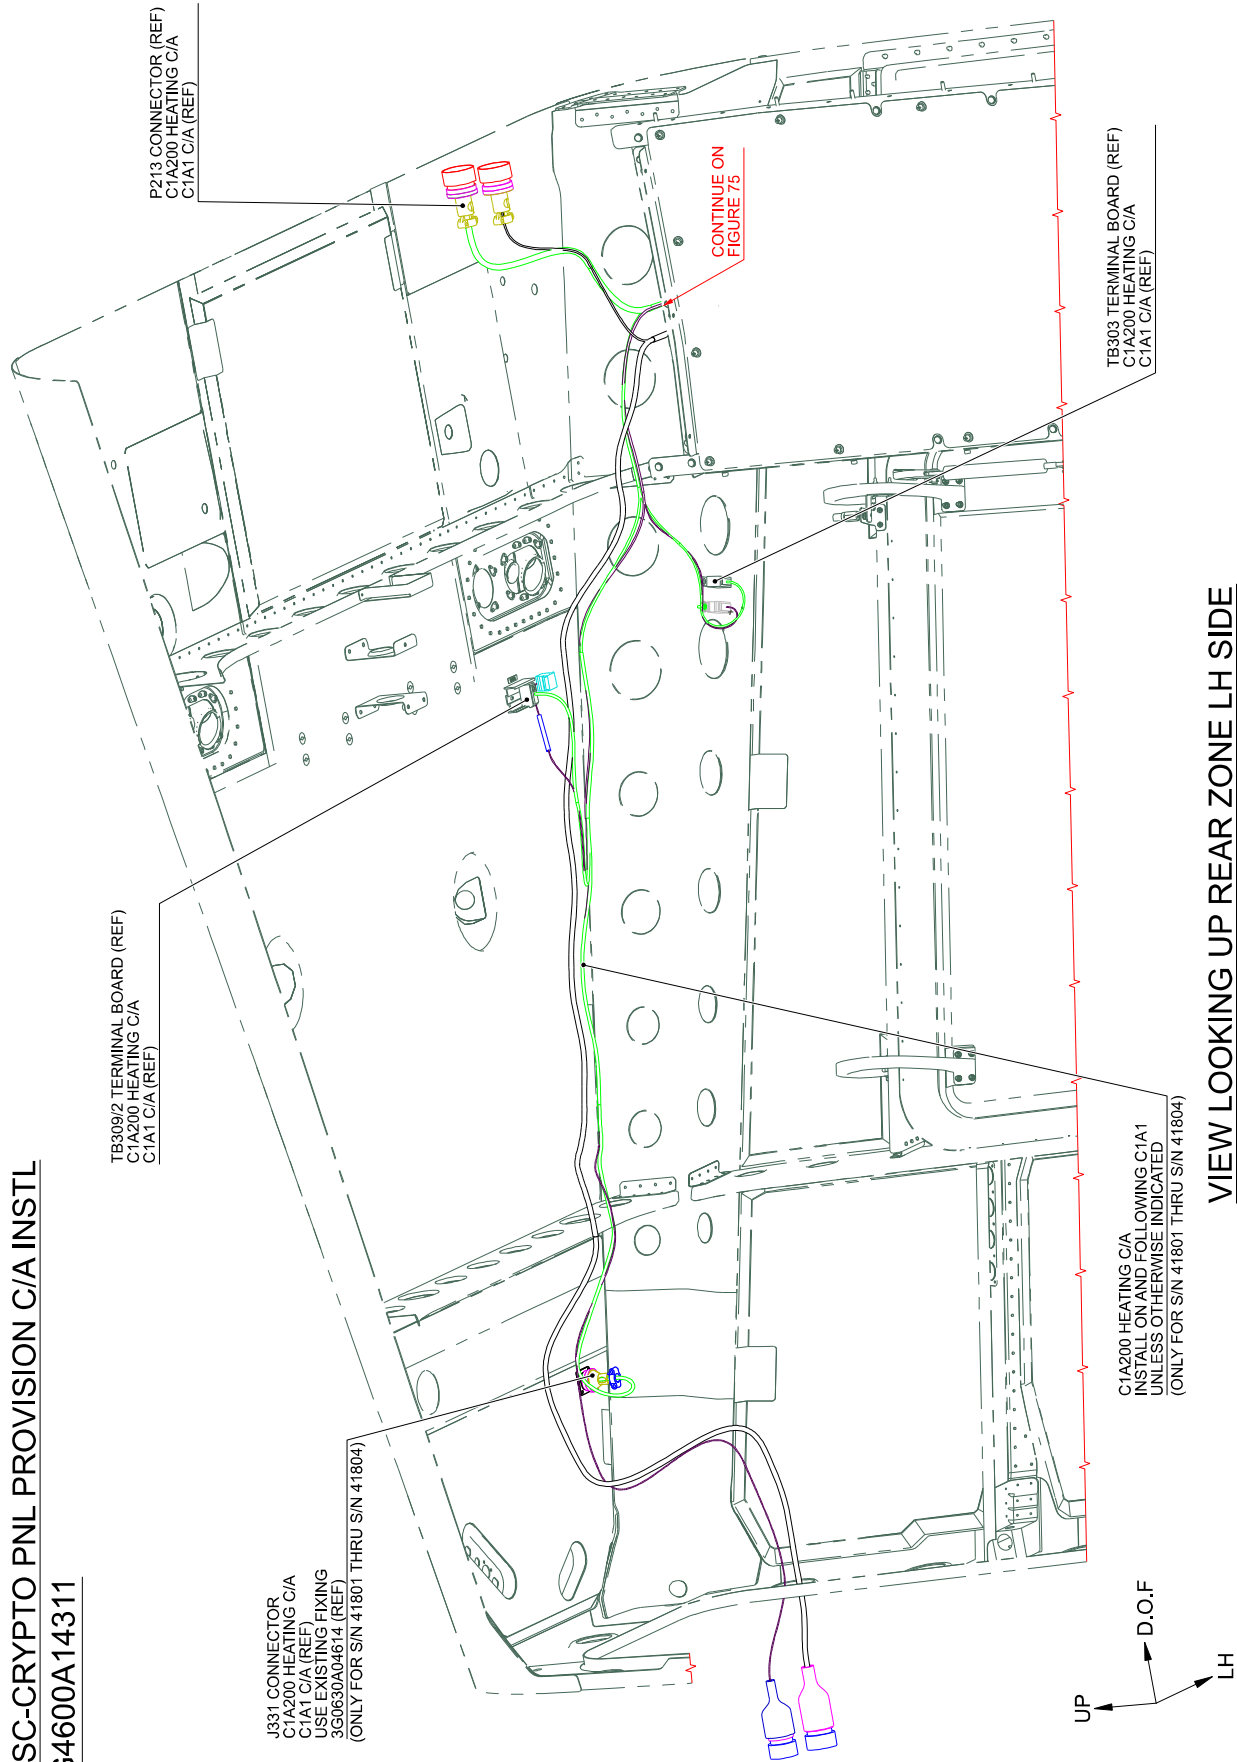 SC-CRYPTO PNL PROVISION C/A INSTL
G4600A14311
P213 CONNECTOR (REF)
C1A200 HEATING C/A
C1A1 C/A (REF)
CONTINUE ON
FIGURE 75
TB303 TERMINAL BOARD (REF)
C1A200 HEATING C/A
C1A1 C/A (REF)
TB309/2 TERMINAL BOARD (REF)
C1A200 HEATING C/A
C1A1 C/A (REF)
J331 CONNECTOR
C1A200 HEATING C/A
C1A1 C/A (REF)
USE EXISTING FIXING
3G0630A04614 (REF)
(ONLY FOR S/N 41801 THRU S/N 41804)
C1A200 HEATING C/A
INSTALL ON AND FOLLOWING C1A1
UNLESS OTHERWISE INDICATED
(ONLY FOR S/N 41801 THRU S/N 41804)
UP
D.O.F
LH
VIEW LOOKING UP REAR ZONE LH SIDE